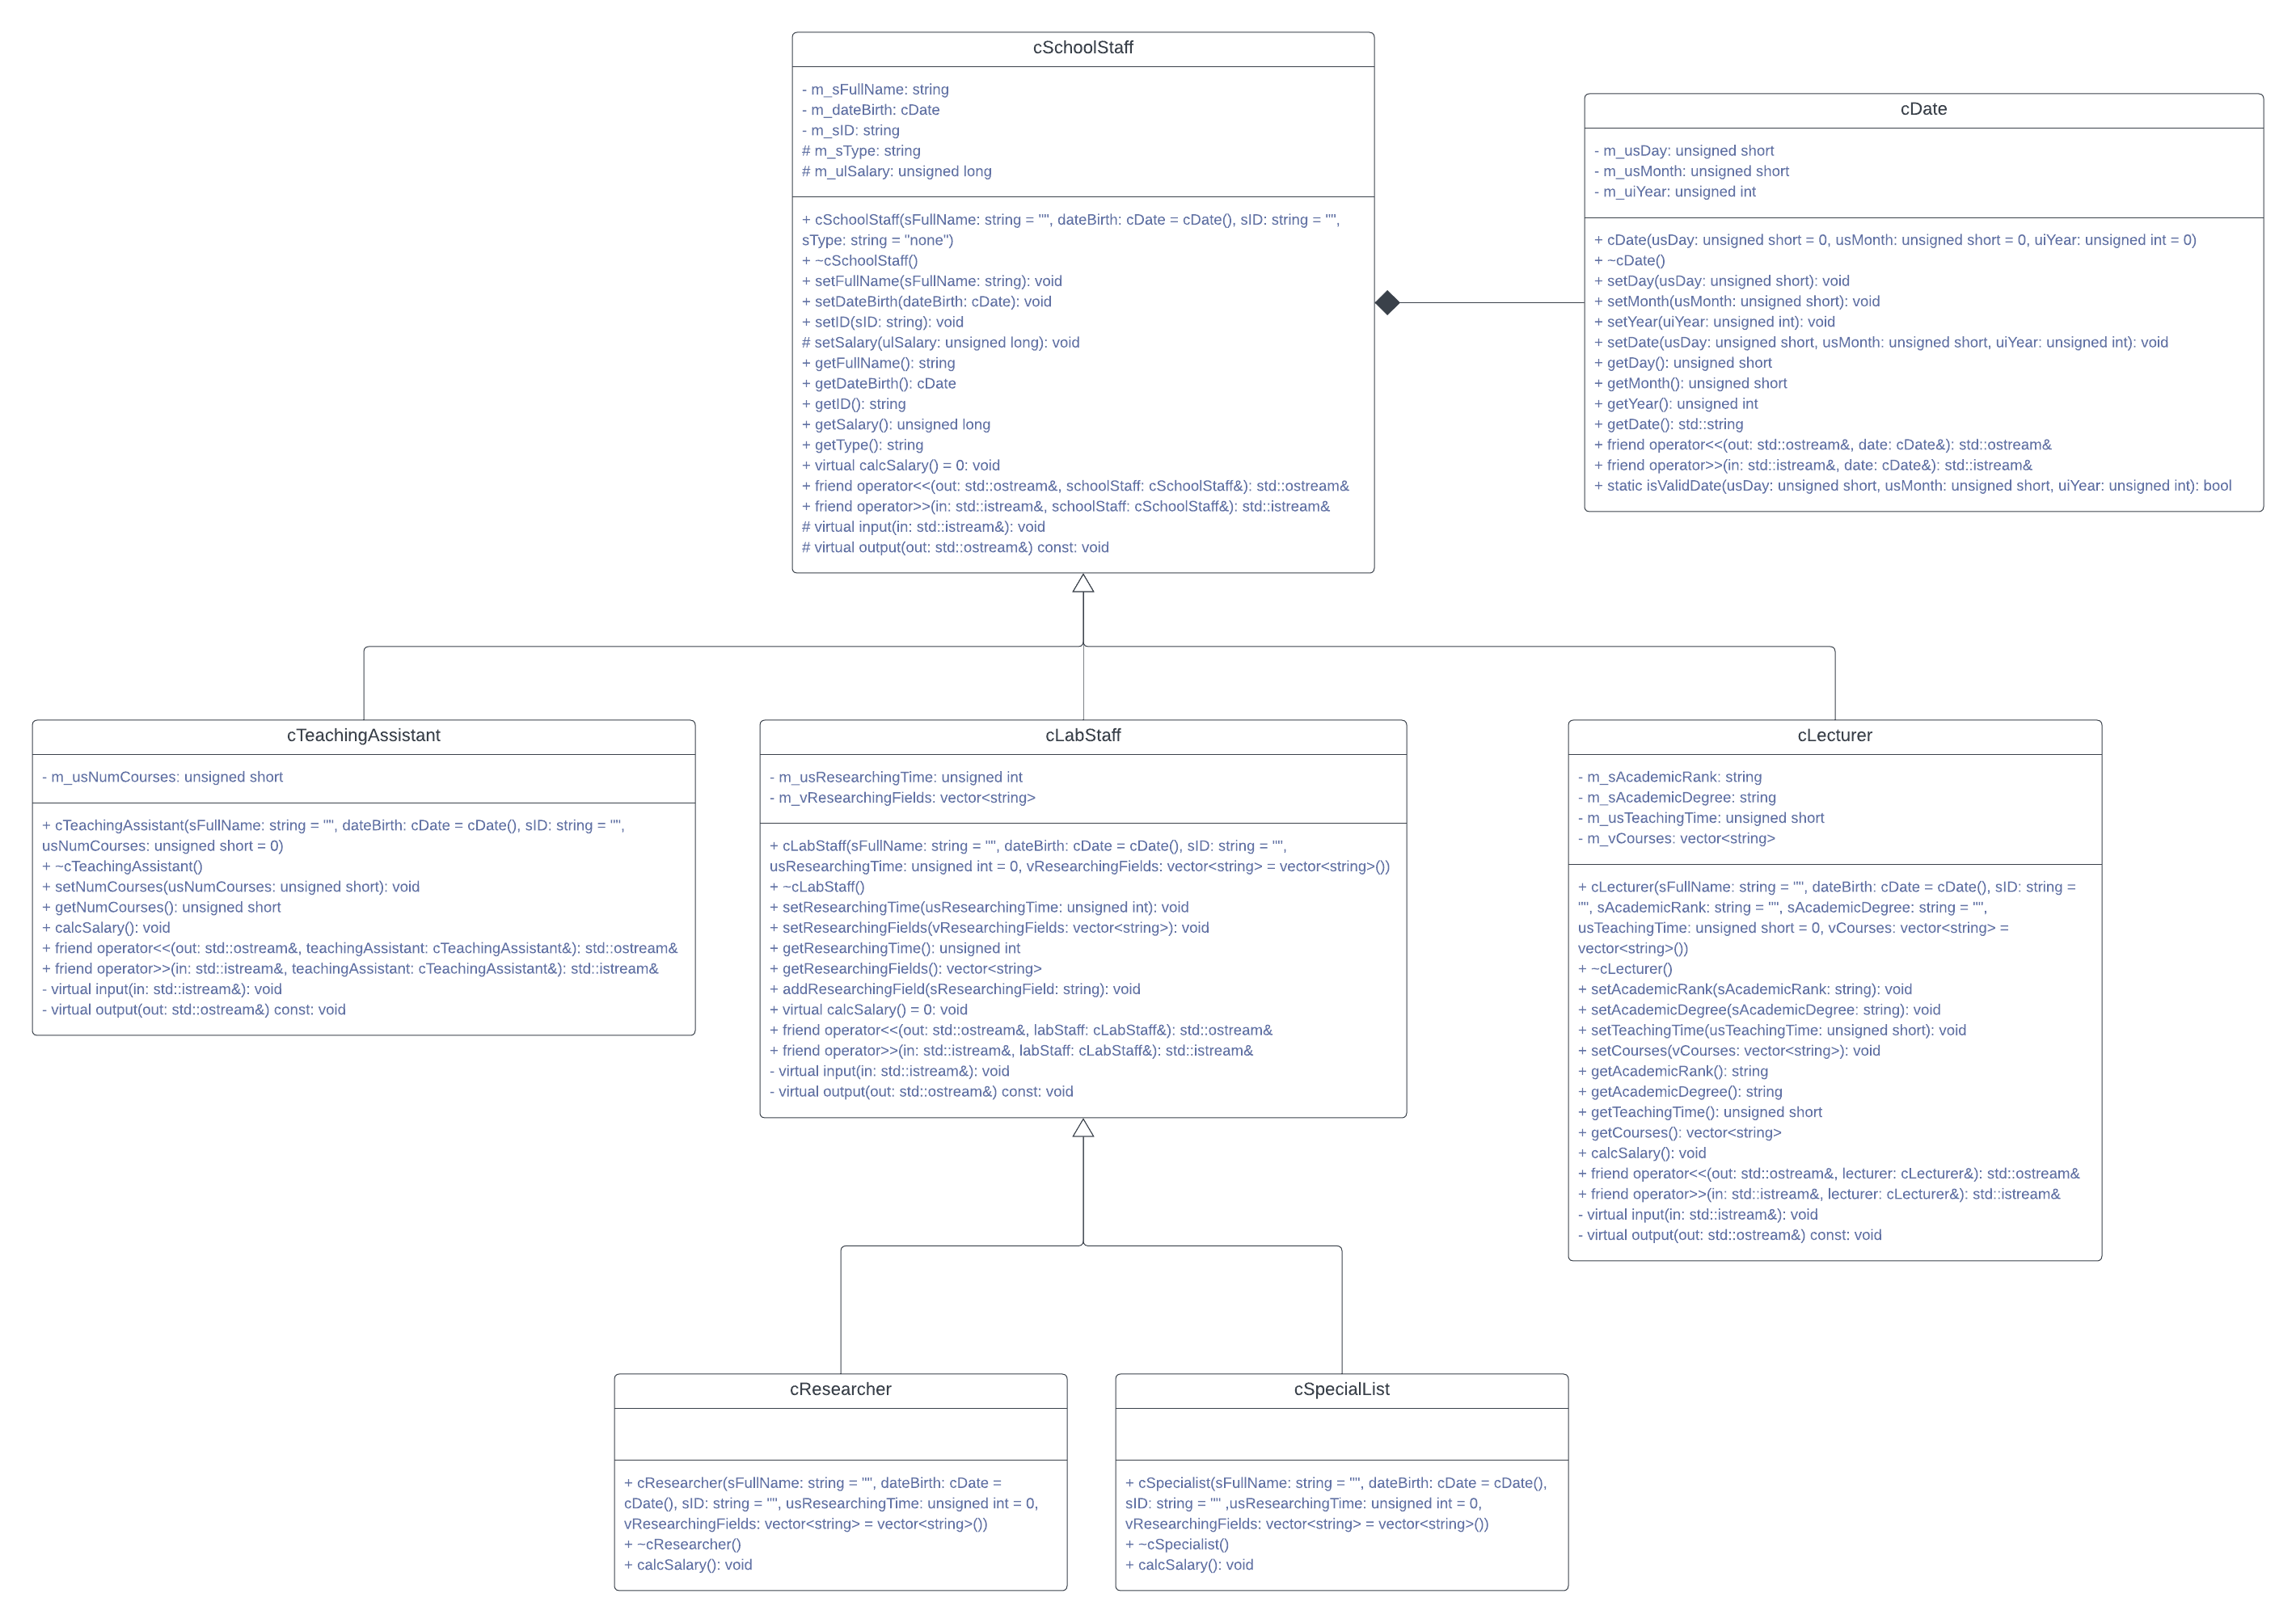 cSchoolStaff
- m_sFullName: string
- m_dateBirth: cDate
- m_sID: string
# m_sType: string
# m_ulSalary: unsigned long
+ cSchoolStaff(sFullName: string = "", dateBirth: cDate = cDate(), sID: string = "",
sType: string = "none")
+ ~cSchoolStaff()
+ setFullName(sFullName: string): void
+ setDateBirth(dateBirth: cDate): void
+ setID(sID: string): void
# setSalary(ulSalary: unsigned long): void
+ getFullName(): string
+ getDateBirth(): cDate
+ getID(): string
+ getSalary(): unsigned long
+ getType(): string
+ virtual calcSalary() = 0: void
+ friend operator<<(out: std::ostream&, schoolStaff: cSchoolStaff&): std::ostream&
+ friend operator>>(in: std::istream&, schoolStaff: cSchoolStaff&): std::istream&
# virtual input(in: std::istream&): void
# virtual output(out: std::ostream&) const: void
cDate
- m_usDay: unsigned short
- m_usMonth: unsigned short
- m_uiYear: unsigned int
+ cDate(usDay: unsigned short = 0, usMonth: unsigned short = 0, uiYear: unsigned int = 0)
+ ~cDate()
+ setDay(usDay: unsigned short): void
+ setMonth(usMonth: unsigned short): void
+ setYear(uiYear: unsigned int): void
+ setDate(usDay: unsigned short, usMonth: unsigned short, uiYear: unsigned int): void
+ getDay(): unsigned short
+ getMonth(): unsigned short
+ getYear(): unsigned int
+ getDate(): std::string
+ friend operator<<(out: std::ostream&, date: cDate&): std::ostream&
+ friend operator>>(in: std::istream&, date: cDate&): std::istream&
+ static isValidDate(usDay: unsigned short, usMonth: unsigned short, uiYear: unsigned int): bool
cTeachingAssistant
- m_usNumCourses: unsigned short
+ cTeachingAssistant(sFullName: string = "", dateBirth: cDate = cDate(), sID: string = "",
usNumCourses: unsigned short = 0)
+ ~cTeachingAssistant()
+ setNumCourses(usNumCourses: unsigned short): void
+ getNumCourses(): unsigned short
+ calcSalary(): void
+ friend operator<<(out: std::ostream&, teachingAssistant: cTeachingAssistant&): std::ostream&
+ friend operator>>(in: std::istream&, teachingAssistant: cTeachingAssistant&): std::istream&
- virtual input(in: std::istream&): void
- virtual output(out: std::ostream&) const: void
cLabStaff
- m_usResearchingTime: unsigned int
- m_vResearchingFields: vector<string>
+ cLabStaff(sFullName: string = "", dateBirth: cDate = cDate(), sID: string = "",
usResearchingTime: unsigned int = 0, vResearchingFields: vector<string> = vector<string>())
+ ~cLabStaff()
+ setResearchingTime(usResearchingTime: unsigned int): void
+ setResearchingFields(vResearchingFields: vector<string>): void
+ getResearchingTime(): unsigned int
+ getResearchingFields(): vector<string>
+ addResearchingField(sResearchingField: string): void
+ virtual calcSalary() = 0: void
+ friend operator<<(out: std::ostream&, labStaff: cLabStaff&): std::ostream&
+ friend operator>>(in: std::istream&, labStaff: cLabStaff&): std::istream&
- virtual input(in: std::istream&): void
- virtual output(out: std::ostream&) const: void
cLecturer
- m_sAcademicRank: string
- m_sAcademicDegree: string
- m_usTeachingTime: unsigned short
- m_vCourses: vector<string>
+ cLecturer(sFullName: string = "", dateBirth: cDate = cDate(), sID: string =
"", sAcademicRank: string = "", sAcademicDegree: string = "",
usTeachingTime: unsigned short = 0, vCourses: vector<string> =
vector<string>())
+ ~cLecturer()
+ setAcademicRank(sAcademicRank: string): void
+ setAcademicDegree(sAcademicDegree: string): void
+ setTeachingTime(usTeachingTime: unsigned short): void
+ setCourses(vCourses: vector<string>): void
+ getAcademicRank(): string
+ getAcademicDegree(): string
+ getTeachingTime(): unsigned short
+ getCourses(): vector<string>
+ calcSalary(): void
+ friend operator<<(out: std::ostream&, lecturer: cLecturer&): std::ostream&
+ friend operator>>(in: std::istream&, lecturer: cLecturer&): std::istream&
- virtual input(in: std::istream&): void
- virtual output(out: std::ostream&) const: void
cResearcher
+ cResearcher(sFullName: string = "", dateBirth: cDate =
cDate(), sID: string = "", usResearchingTime: unsigned int = 0,
vResearchingFields: vector<string> = vector<string>())
+ ~cResearcher()
+ calcSalary(): void
cSpecialList
+ cSpecialist(sFullName: string = "", dateBirth: cDate = cDate(),
sID: string = "" ,usResearchingTime: unsigned int = 0,
vResearchingFields: vector<string> = vector<string>())
+ ~cSpecialist()
+ calcSalary(): void